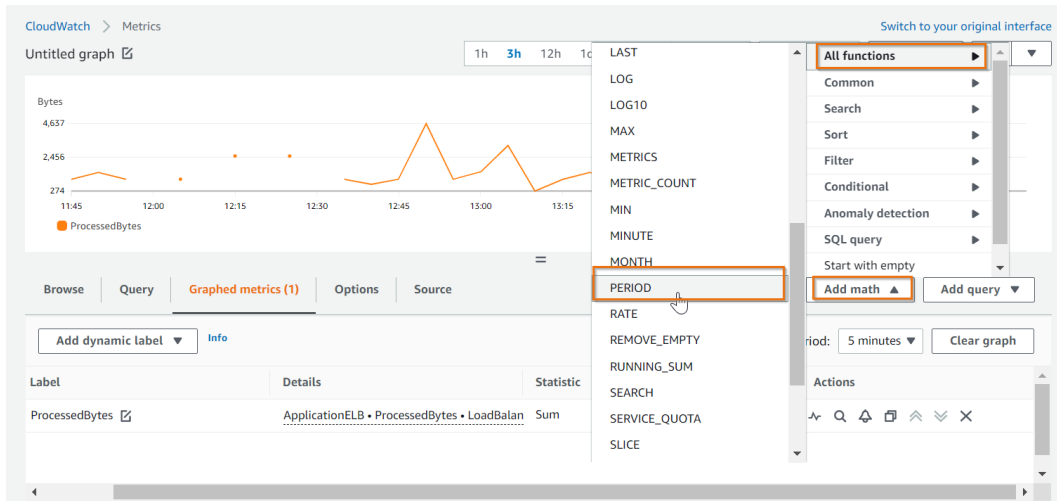 CloudWatch > Metrics
Switch to your original interface
Untitled graph
1h 3h 12h
Bytes
4,637
2,456
274
11:45 12:00 12:15 12:30 12:45 13:00 13:15
ProcessedBytes
LAST
LOG
LOG10
MAX
METRICS
METRIC_COUNT
MIN
MINUTE
MONTH
PERIOD
RATE
REMOVE_EMPTY
RUNNING_SUM
SEARCH
SERVICE_QUOTA
SLICE
All functions
Common
Search
Sort
Filter
Conditional
Anomaly detection
SQL query
Start with empty
Browse Query Graphed metrics (1) Options Source
Add math Add query
Add dynamic label Info
5 minutes Clear graph
Label Details Statistic Actions
ProcessedBytes ApplicationELB • ProcessedBytes • LoadBalan Sum